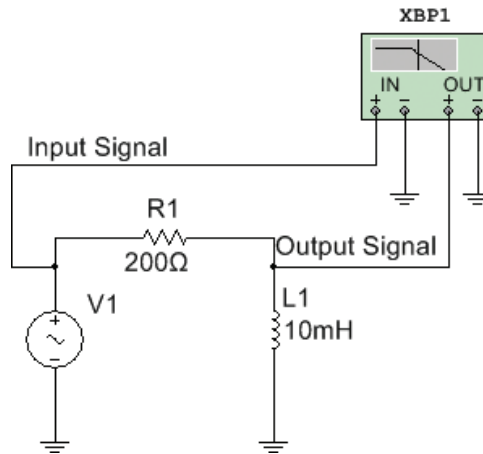 XBP1
IN OUT
+ − + −
Input Signal
R1
200Ω
Output Signal
V1
+
−
L1
10mH